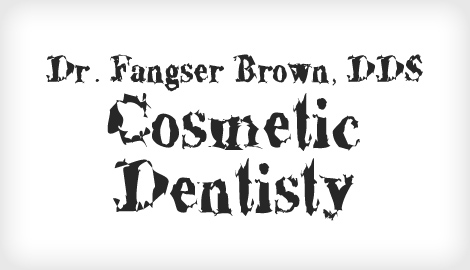 Dr. Fangser Brown, DDS
Cosmetic
Dentisty